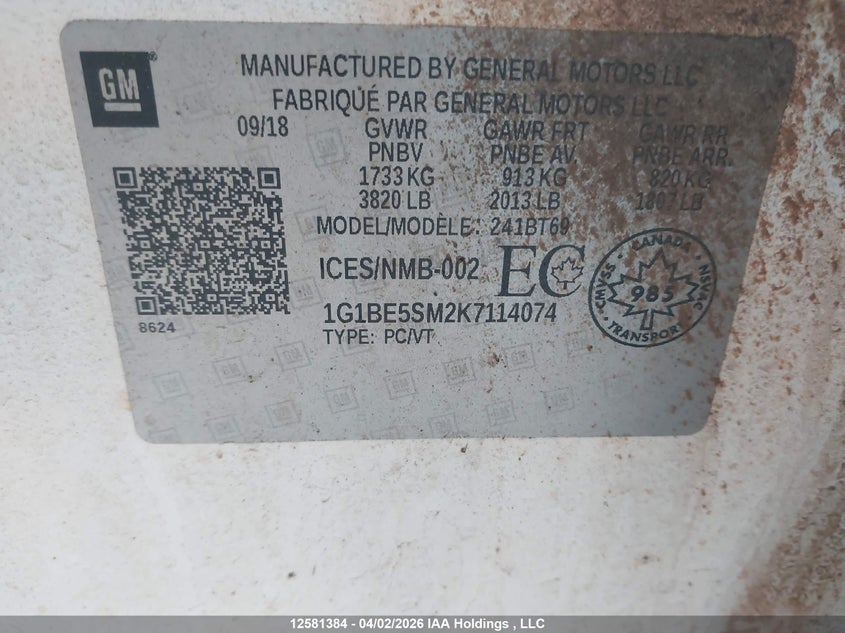 GM
MANUFACTURED BY GENERAL MOTORS LLC
FABRIQUÉ PAR GENERAL MOTORS LLC
09/18 GVWR GAWR FRT GAWR RR
PNBV PNBE AV. PNBE ARR.
1733 KG 913 KG 820 KG
3820 LB 2013 LB 1807 LB
MODEL/MODÈLE: 241BT69
ICES/NMB-002 EC
CANADA
CMVSS 985 NSVAC
TRANSPORT
1G1BE5SM2K7114074
8624
TYPE: PC/VT
12581384 - 04/02/2026 IAA Holdings , LLC